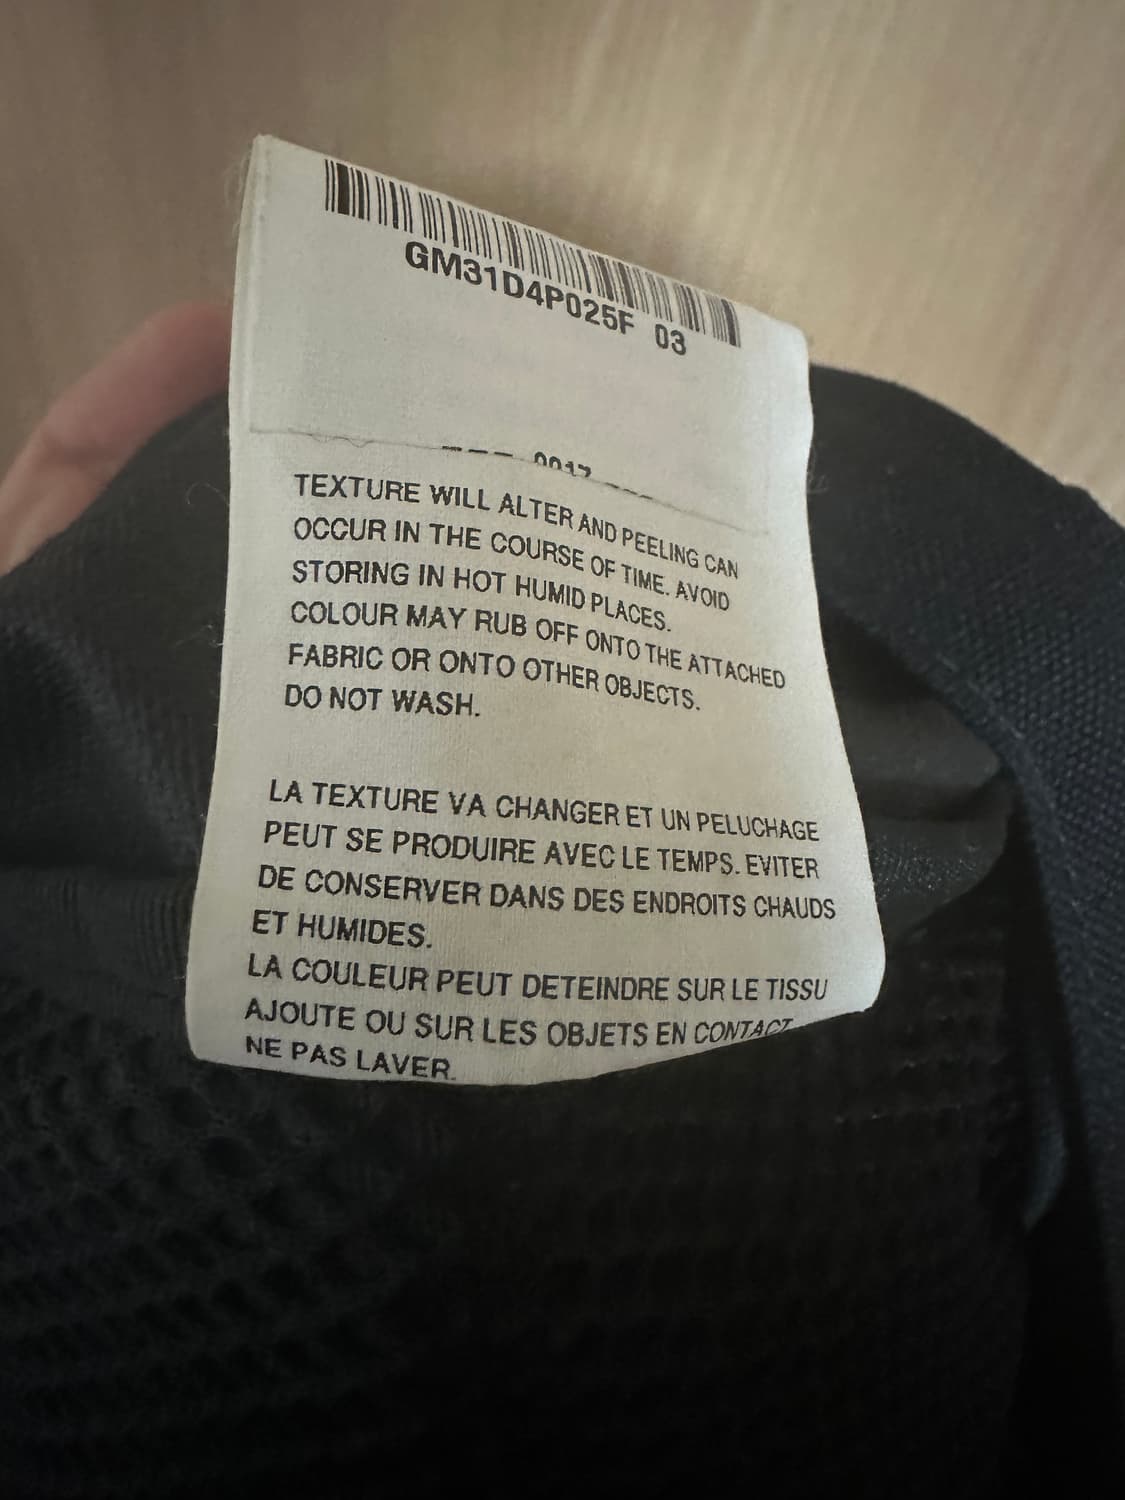 GM31D4P025F 03
0017
TEXTURE WILL ALTER AND PEELING CAN
OCCUR IN THE COURSE OF TIME. AVOID
STORING IN HOT HUMID PLACES.
COLOUR MAY RUB OFF ONTO THE ATTACHED
FABRIC OR ONTO OTHER OBJECTS.
DO NOT WASH.
LA TEXTURE VA CHANGER ET UN PELUCHAGE
PEUT SE PRODUIRE AVEC LE TEMPS. EVITER
DE CONSERVER DANS DES ENDROITS CHAUDS
ET HUMIDES.
LA COULEUR PEUT DETEINDRE SUR LE TISSU
AJOUTE OU SUR LES OBJETS EN CONTACT
NE PAS LAVER.